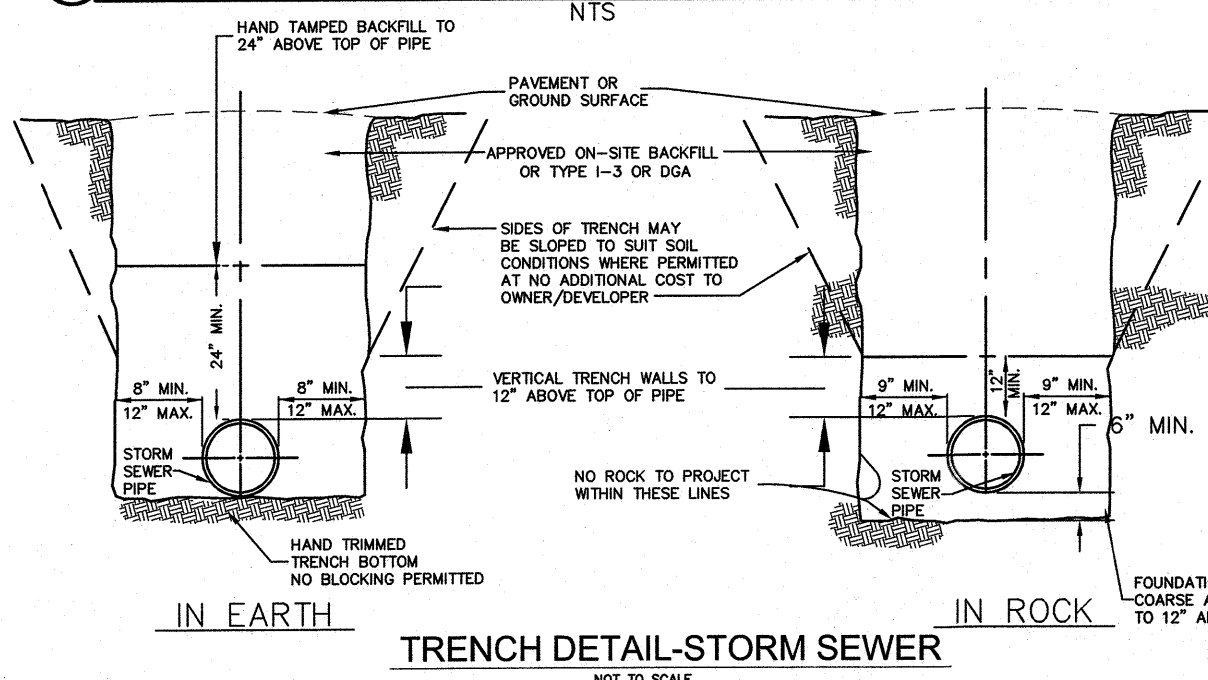 NTS
HAND TAMPED BACKFILL TO
24" ABOVE TOP OF PIPE
PAVEMENT OR
GROUND SURFACE
APPROVED ON-SITE BACKFILL
OR TYPE I-3 OR DGA
SIDES OF TRENCH MAY
BE SLOPED TO SUIT SOIL
CONDITIONS WHERE PERMITTED
AT NO ADDITIONAL COST TO
OWNER/DEVELOPER
24" MIN.
8" MIN.
12" MAX.
8" MIN.
12" MAX.
STORM
SEWER
PIPE
VERTICAL TRENCH WALLS TO
12" ABOVE TOP OF PIPE
9" MIN.
12" MAX.
12"
MIN.
9" MIN.
12" MAX.
6" MIN.
NO ROCK TO PROJECT
WITHIN THESE LINES
STORM
SEWER
PIPE
HAND TRIMMED
TRENCH BOTTOM
NO BLOCKING PERMITTED
COARSE
TO 12"
IN EARTH
IN ROCK
TRENCH DETAIL-STORM SEWER
NOT TO SCALE